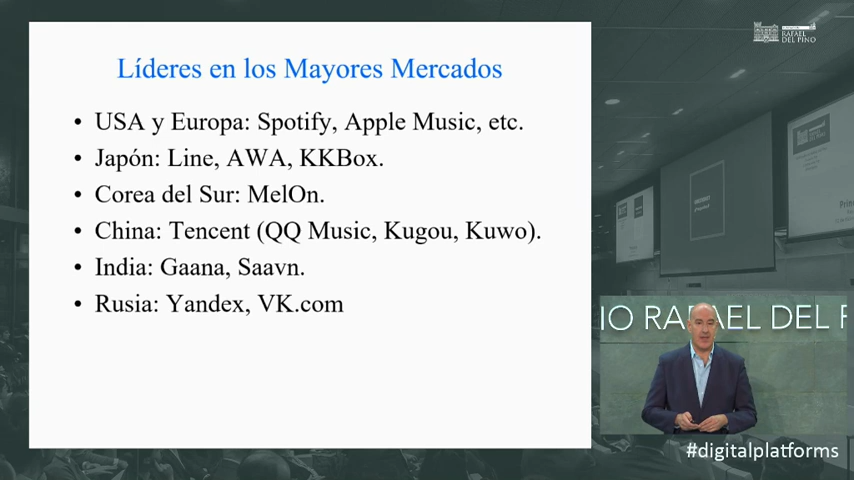 RAFAEL
DEL PINO
Líderes en los Mayores Mercados
• USA y Europa: Spotify, Apple Music, etc.
• Japón: Line, AWA, KKBox.
• Corea del Sur: MelOn.
• China: Tencent (QQ Music, Kugou, Kuwo).
• India: Gaana, Saavn.
• Rusia: Yandex, VK.com
IO RAFAEL DEL P
#digitalplatforms